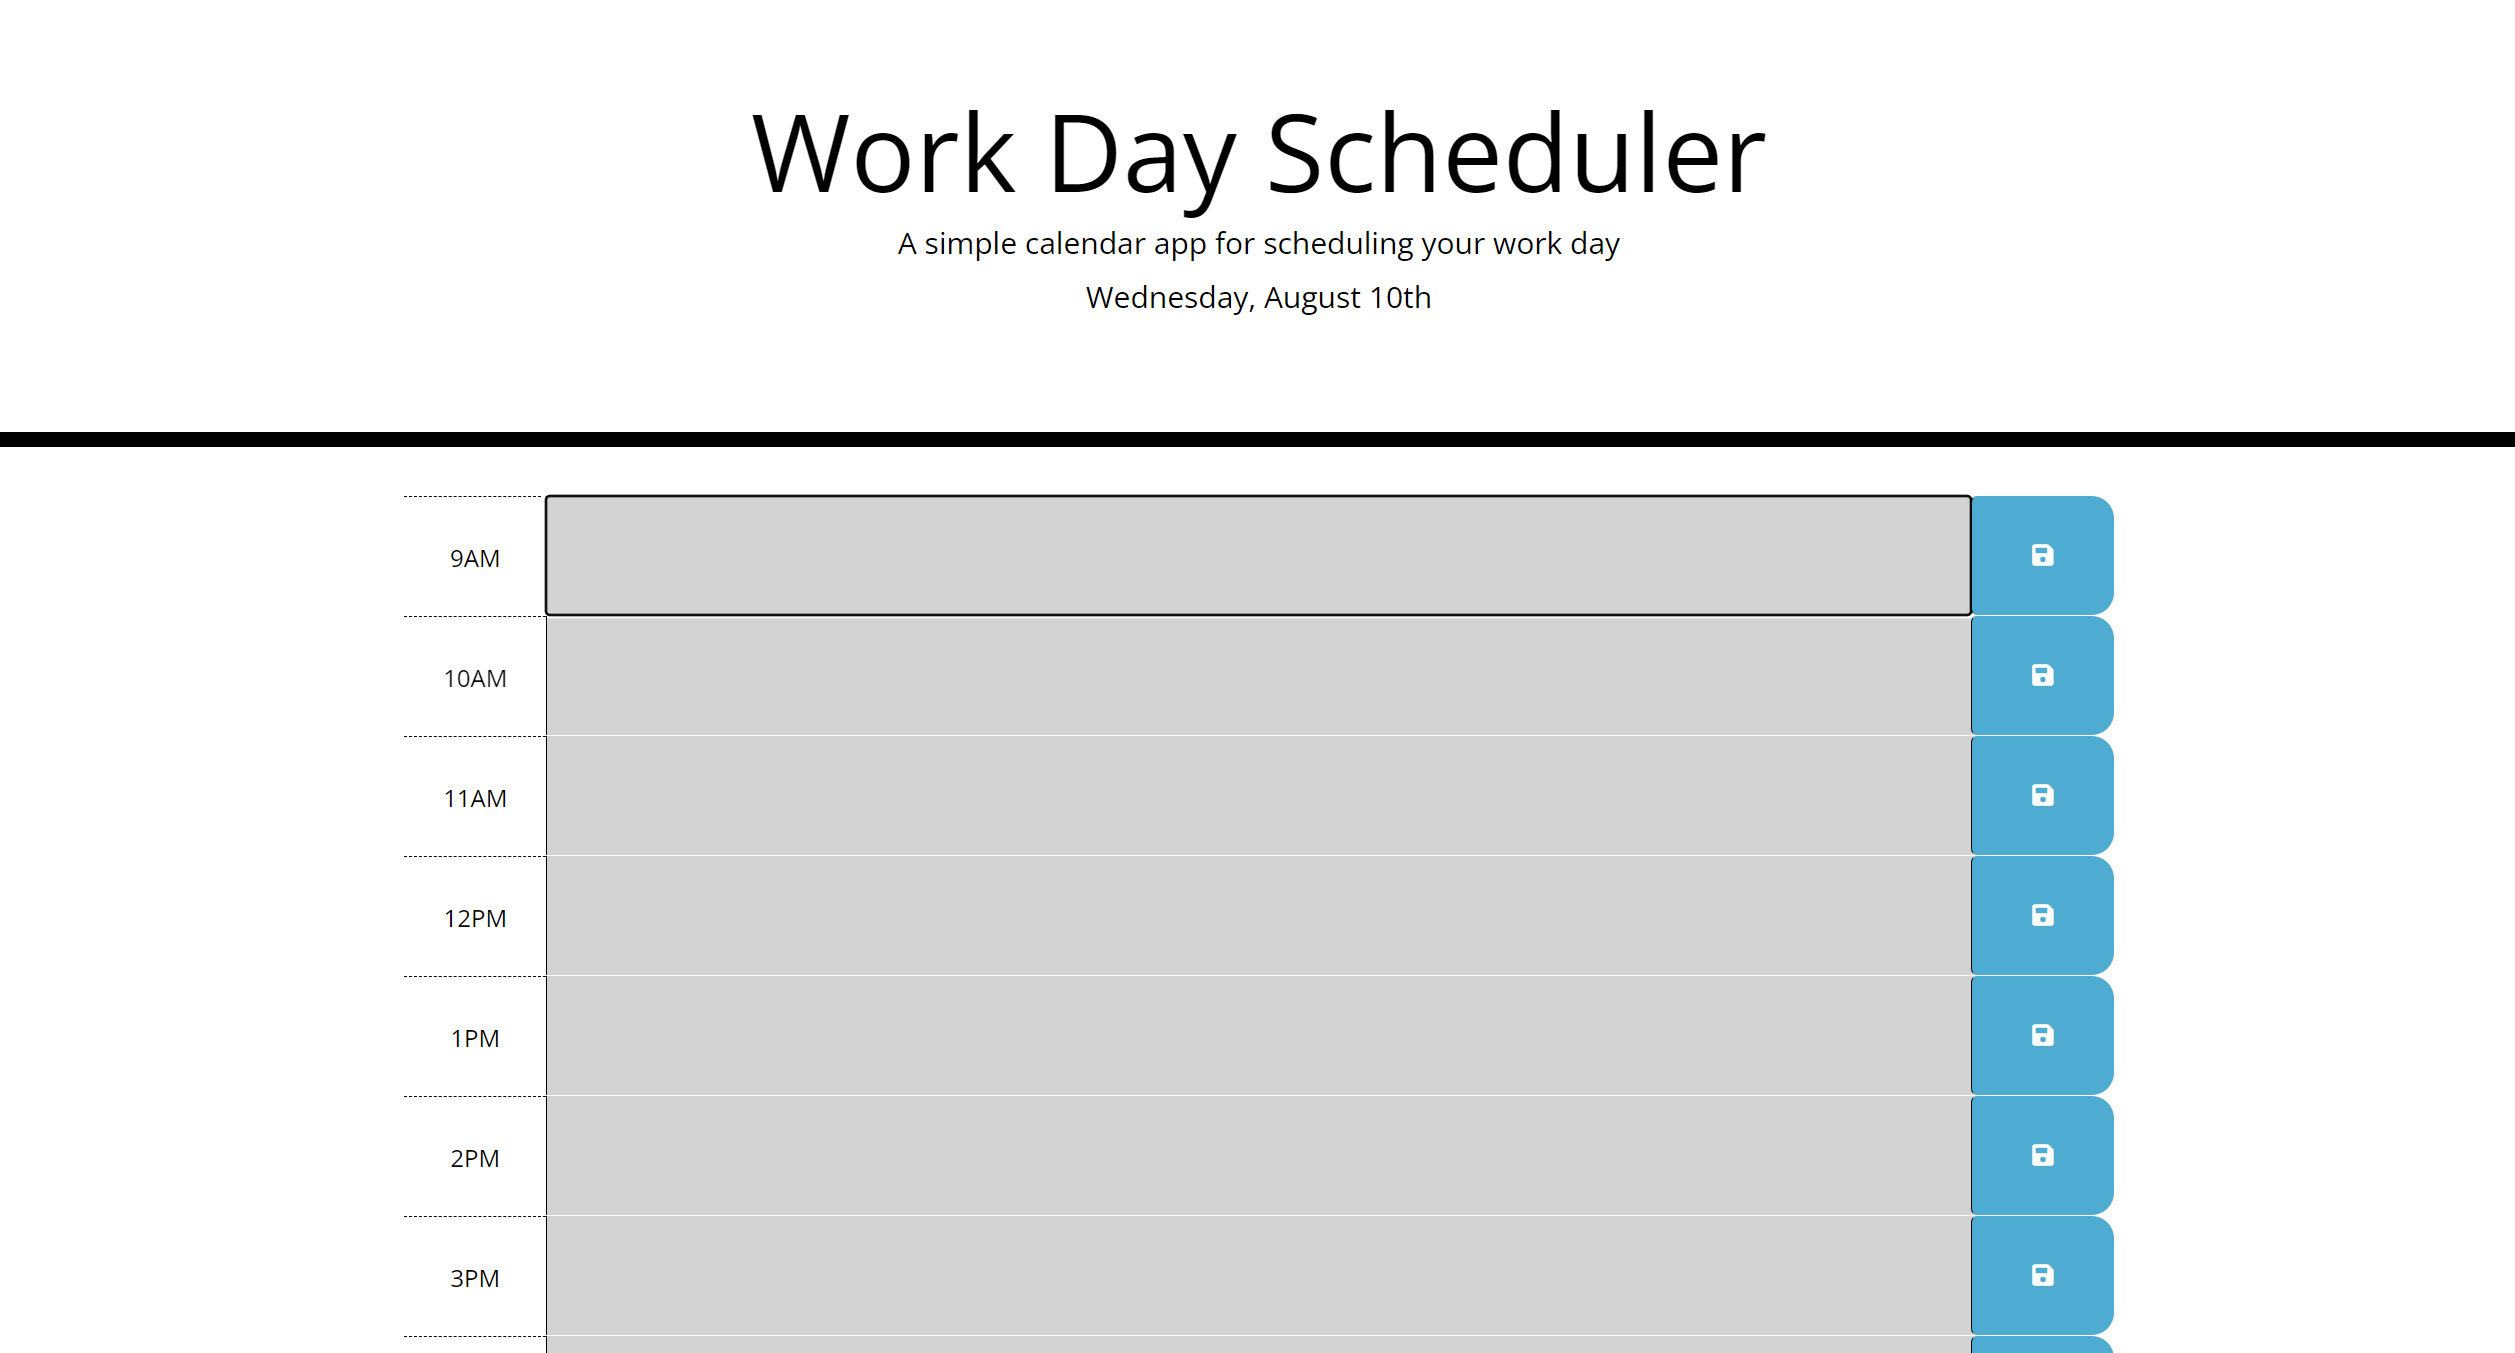 Work Day Scheduler
A simple calendar app for scheduling your work day
Wednesday, August 10th
9AM
10AM
11AM
12PM
1PM
2PM
3PM